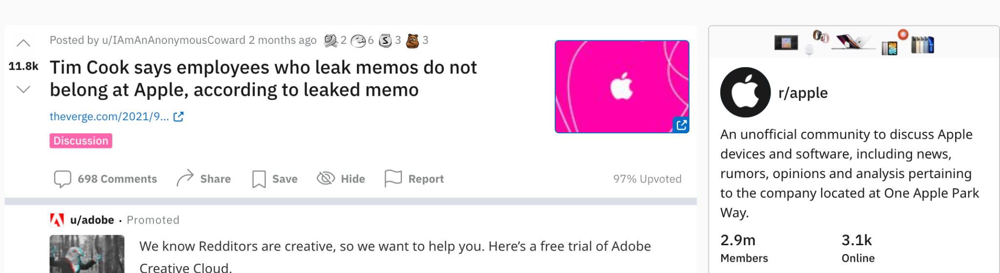 Posted by u/IAmAnAnonymousCoward 2 months ago 2 6 S 3 3
11.8k
Tim Cook says employees who leak memos do not
belong at Apple, according to leaked memo
theverge.com/2021/9...
Discussion
698 Comments Share Save Hide Report 97% Upvoted
u/adobe · Promoted
We know Redditors are creative, so we want to help you. Here’s a free trial of Adobe
Creative Cloud.
r/apple
An unofficial community to discuss Apple
devices and software, including news,
rumors, opinions and analysis pertaining
to the company located at One Apple Park
Way.
2.9m 3.1k
Members Online